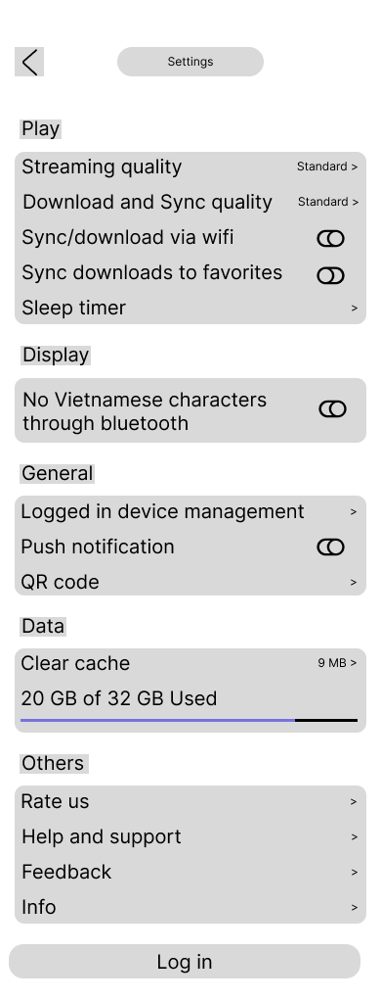 Settings
Play
Streaming quality Standard >
Download and Sync quality Standard >
Sync/download via wifi
Sync downloads to favorites
Sleep timer >
Display
No Vietnamese characters
through bluetooth
General
Logged in device management >
Push notification
QR code >
Data
Clear cache 9 MB >
20 GB of 32 GB Used
Others
Rate us >
Help and support >
Feedback >
Info >
Log in